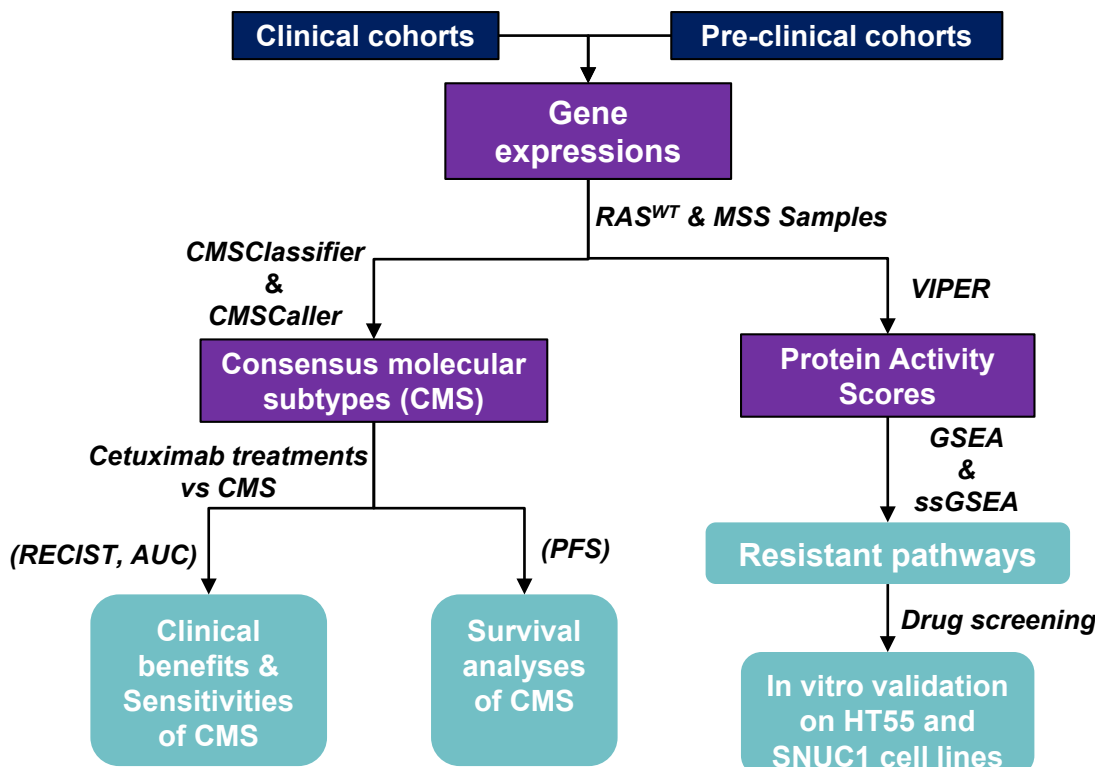 Clinical cohorts
Pre-clinical cohorts
Gene
expressions
RAS^WT & MSS Samples
CMSClassifier
&
CMSCaller
VIPER
Consensus molecular
subtypes (CMS)
Protein Activity
Scores
Cetuximab treatments
vs CMS
GSEA
&
ssGSEA
(RECIST, AUC)
(PFS)
Resistant pathways
Clinical
benefits &
Sensitivities
of CMS
Survival
analyses
of CMS
Drug screening
In vitro validation
on HT55 and
SNUC1 cell lines